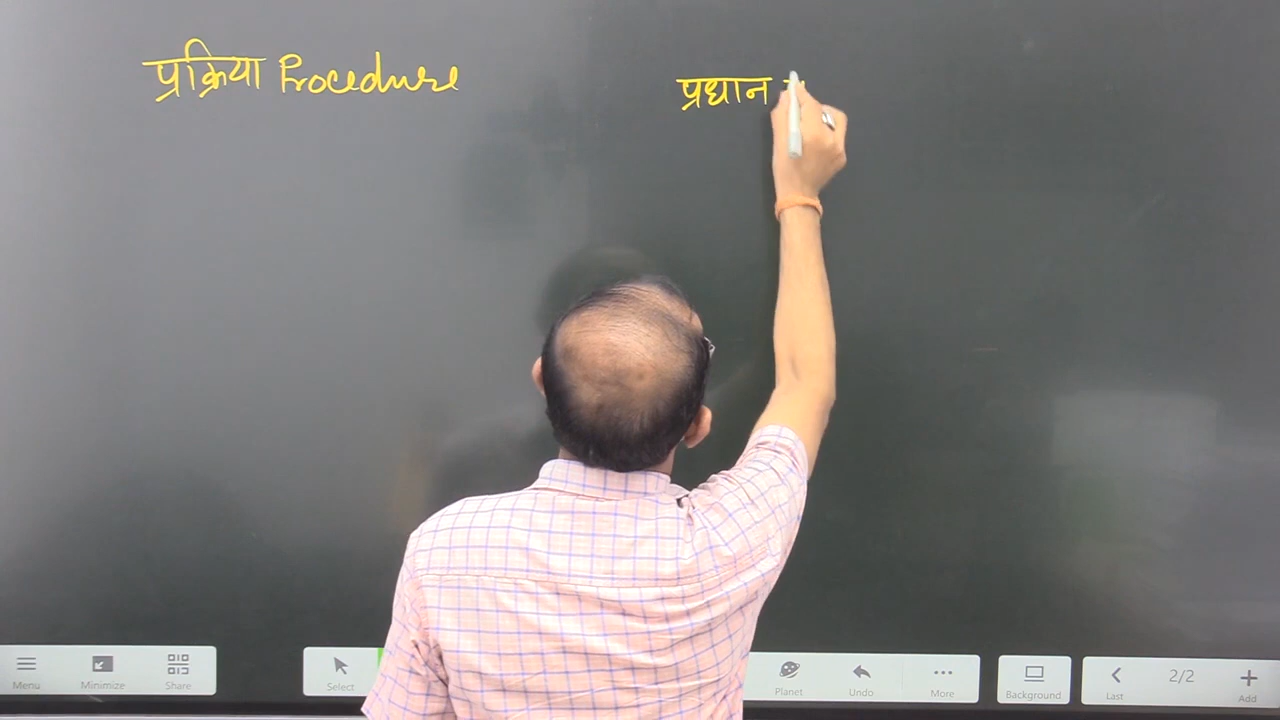 प्रक्रिया Procedure
प्रधान
Menu
Minimize
Share
Select
Planet
Undo
More
Background
Last
2/2
Add